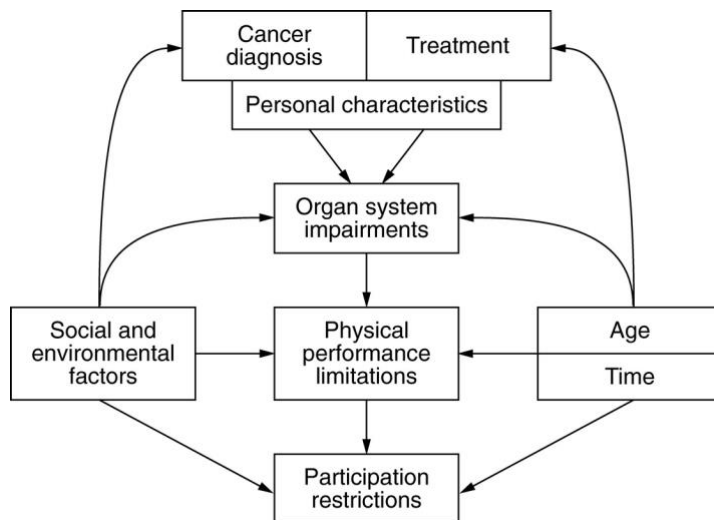 Cancer
diagnosis
Treatment
Personal characteristics
Organ system
impairments
Social and
environmental
factors
Physical
performance
limitations
Age
Time
Participation
restrictions